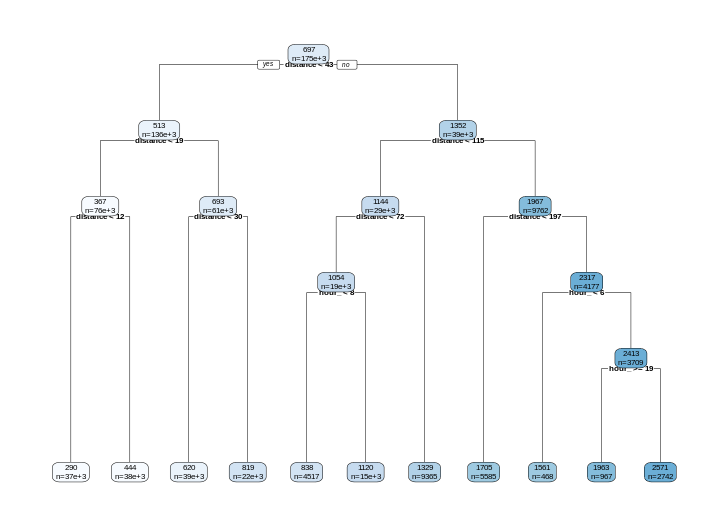 697
n=175e+3
yes distance < 43 no
513
n=136e+3
distance < 19
1352
n=39e+3
distance < 115
367
n=76e+3
distance < 12
693
n=61e+3
distance < 30
1144
n=29e+3
distance < 72
1967
n=9762
distance < 197
1054
n=19e+3
hour_ < 8
2317
n=4177
hour_ < 6
2413
n=3709
hour_ >= 19
290
n=37e+3
444
n=38e+3
620
n=39e+3
819
n=22e+3
838
n=4517
1120
n=15e+3
1329
n=9365
1705
n=5585
1561
n=468
1963
n=967
2571
n=2742